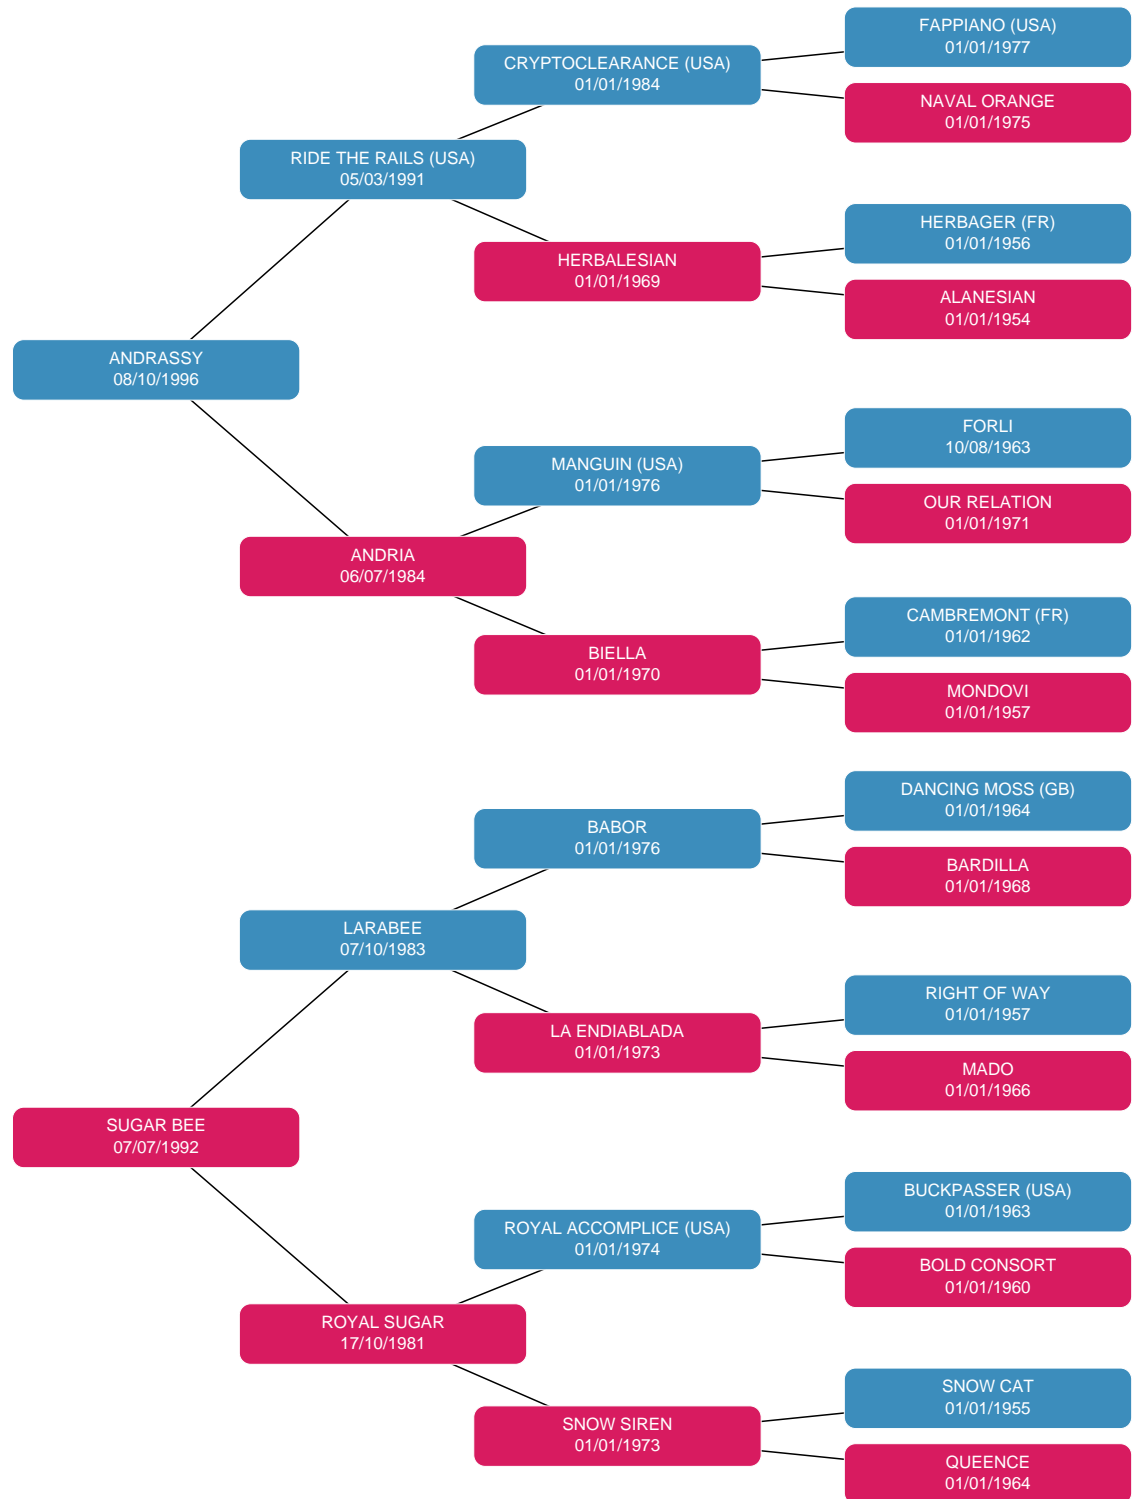 FAPPIANO (USA)
01/01/1977
CRYPTOCLEARANCE (USA)
01/01/1984
NAVAL ORANGE
01/01/1975
RIDE THE RAILS (USA)
05/03/1991
HERBAGER (FR)
01/01/1956
HERBALESIAN
01/01/1969
ALANESIAN
01/01/1954
ANDRASSY
08/10/1996
FORLI
10/08/1963
MANGUIN (USA)
01/01/1976
OUR RELATION
01/01/1971
ANDRIA
06/07/1984
CAMBREMONT (FR)
01/01/1962
BIELLA
01/01/1970
MONDOVI
01/01/1957
DANCING MOSS (GB)
01/01/1964
BABOR
01/01/1976
BARDILLA
01/01/1968
LARABEE
07/10/1983
RIGHT OF WAY
01/01/1957
LA ENDIABLADA
01/01/1973
MADO
01/01/1966
SUGAR BEE
07/07/1992
BUCKPASSER (USA)
01/01/1963
ROYAL ACCOMPLICE (USA)
01/01/1974
BOLD CONSORT
01/01/1960
ROYAL SUGAR
17/10/1981
SNOW CAT
01/01/1955
SNOW SIREN
01/01/1973
QUEENCE
01/01/1964